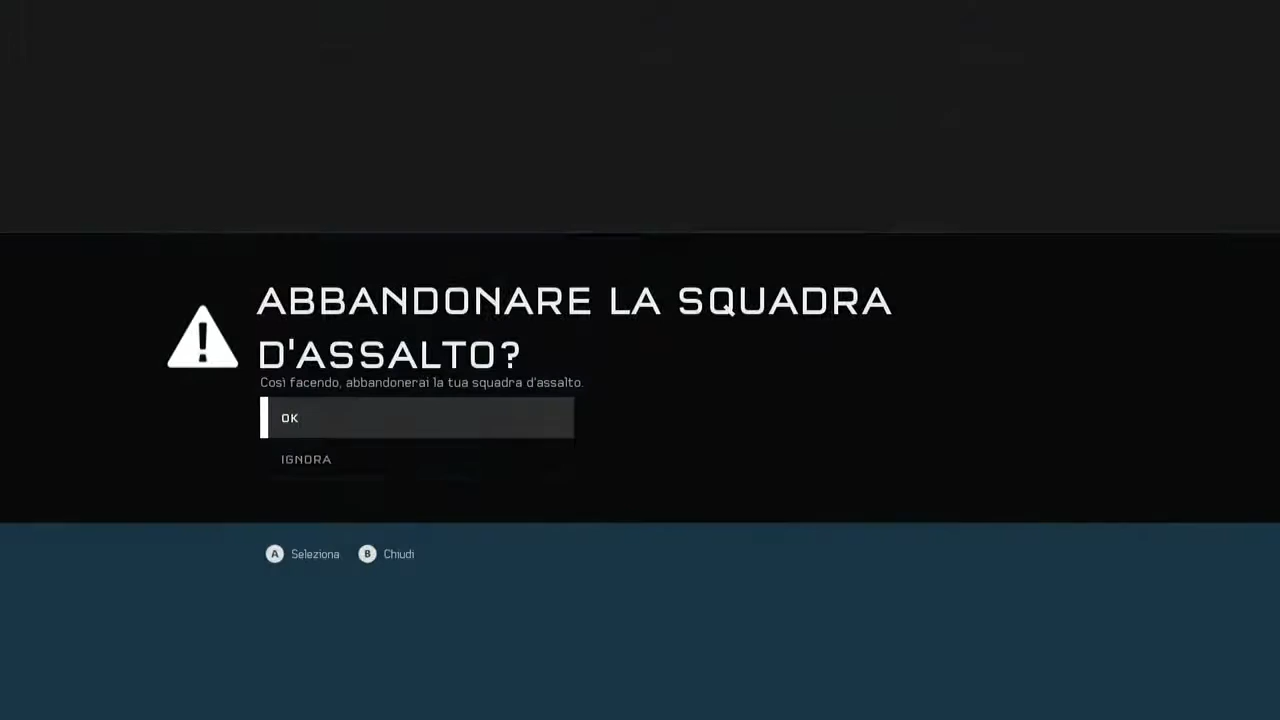 ABBANDONARE LA SQUADRA
D'ASSALTO?
Così facendo, abbandonerai la tua squadra d'assalto.
OK
IGNORA
A Seleziona B Chiudi